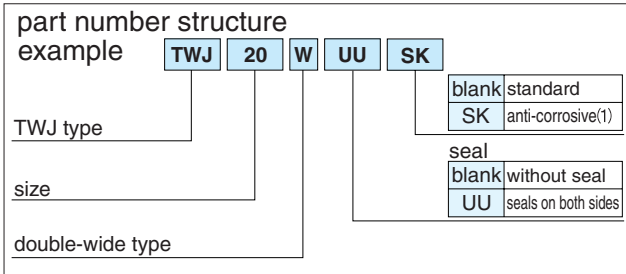 part number structure
example TWJ 20 W UU SK
blank standard
SK anti-corrosive(1)
TWJ type
seal
blank without seal
size
UU seals on both sides
double-wide type